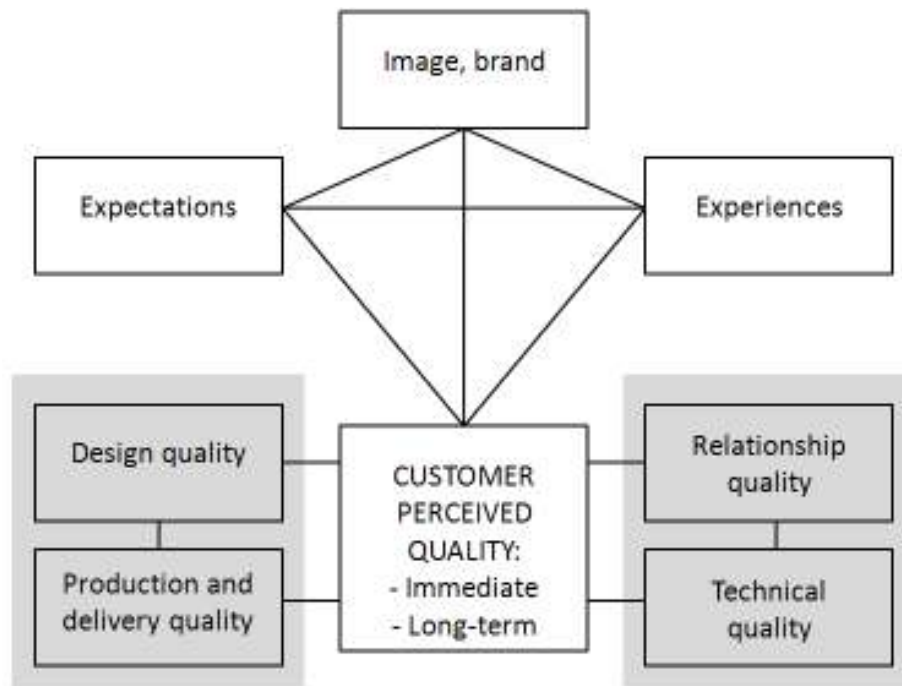 Image, brand
Expectations
Experiences
Design quality
Production and
delivery quality
CUSTOMER
PERCEIVED
QUALITY:
- Immediate
- Long-term
Relationship
quality
Technical
quality